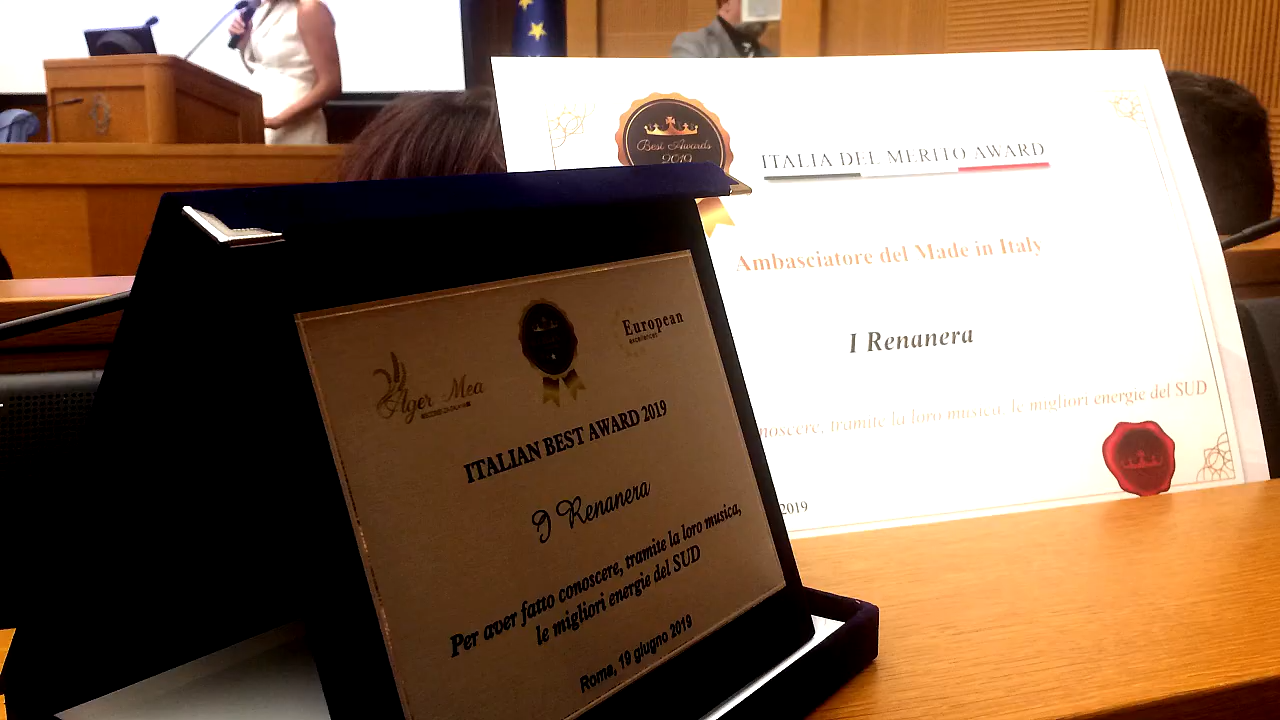 Best Awards
2019
ITALIA DEL MERITO AWARD
Ambasciatore del Made in Italy
I Renanera
noscere, tramite la loro musica, le migliori energie del SUD
2019
Ager Mea
European
ITALIAN BEST AWARD 2019
I Renanera
Per aver fatto conoscere, tramite la loro musica,
le migliori energie del SUD
Roma, 19 giugno 2019